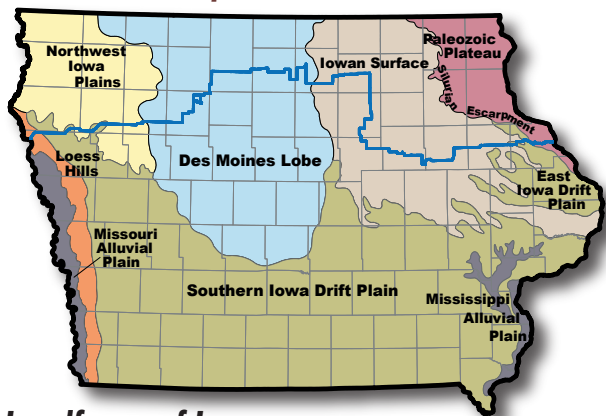 Northwest
Iowa
Plains
Paleozoic
Plateau
Iowan Surface
Silurian
Escarpment
Des Moines Lobe
Loess
Hills
East
Iowa Drift
Plain
Missouri
Alluvial
Plain
Southern Iowa Drift Plain
Mississippi
Alluvial
Plain